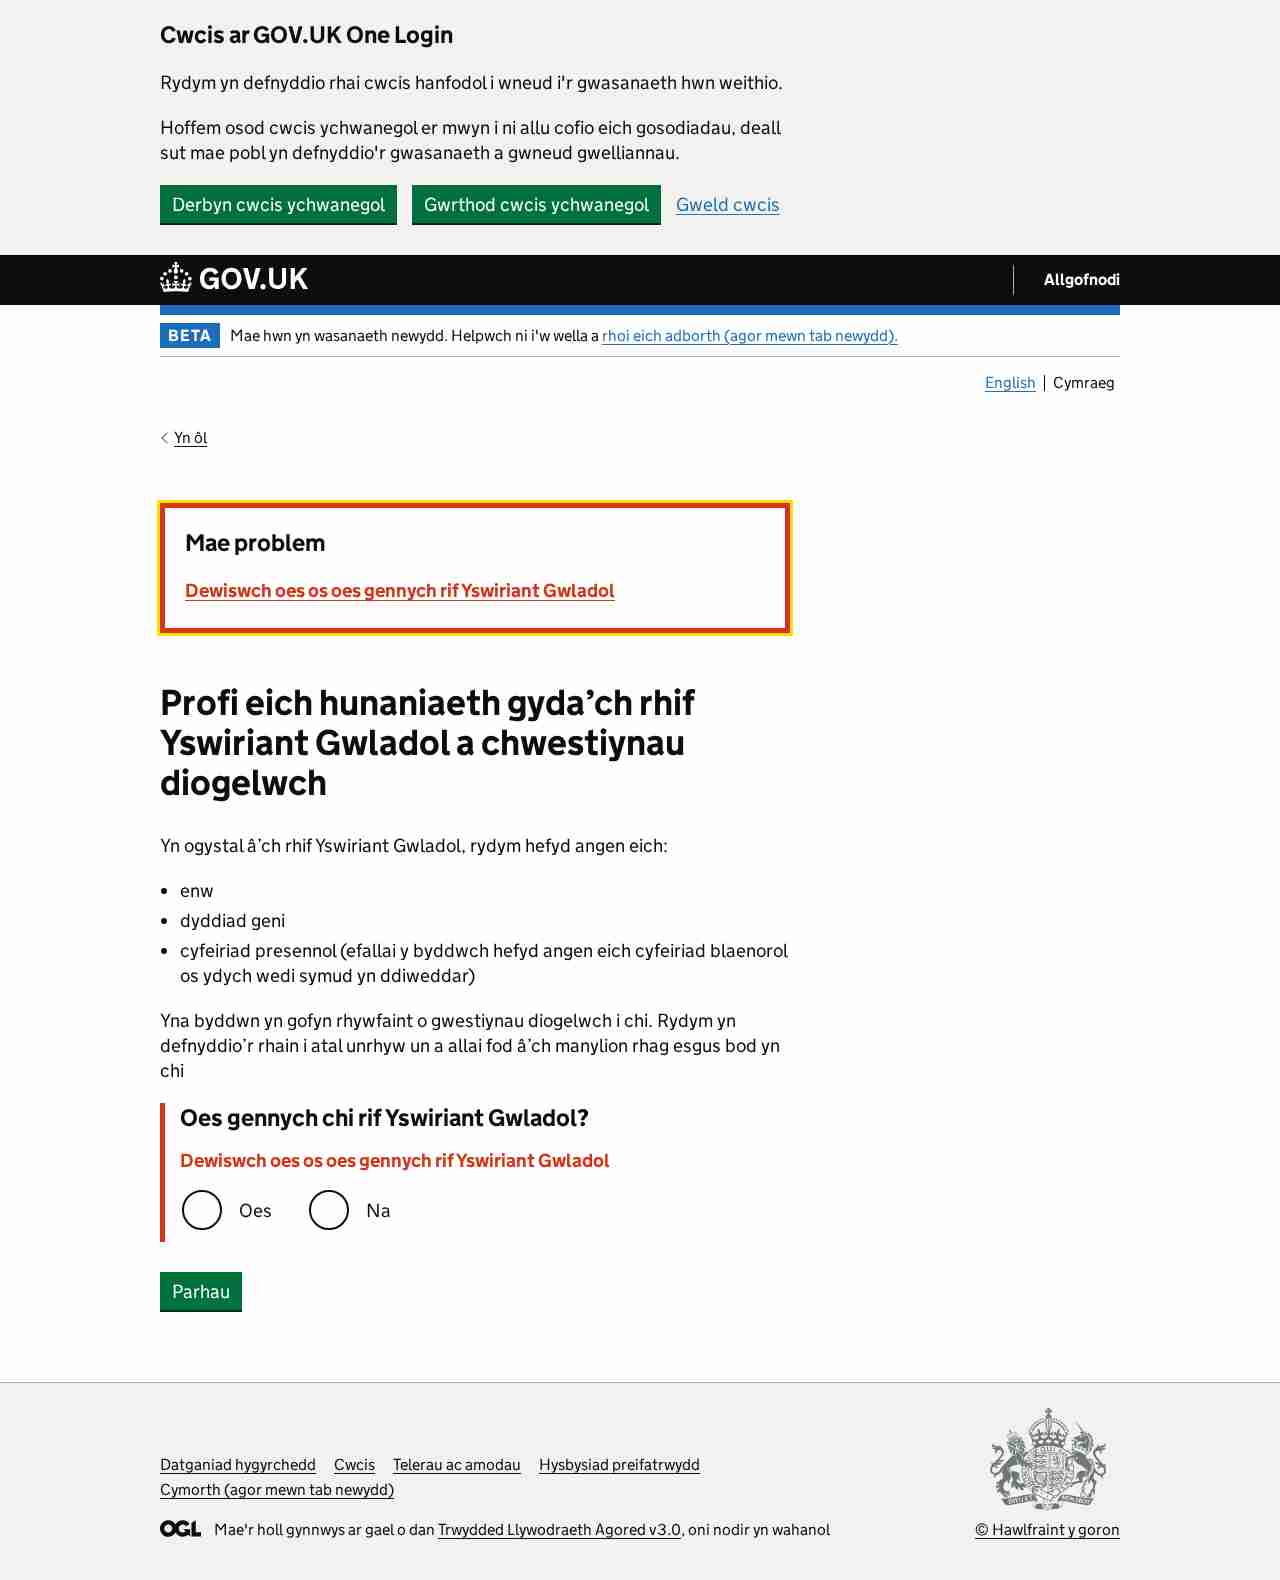 Cwcis ar GOV.UK One Login
Rydym yn defnyddio rhai cwcis hanfodol i wneud i'r gwasanaeth hwn weithio.
Hoffem osod cwcis ychwanegol er mwyn i ni allu cofio eich gosodiadau, deall
sut mae pobl yn defnyddio'r gwasanaeth a gwneud gwelliannau.
Derbyn cwcis ychwanegol Gwrthod cwcis ychwanegol Gweld cwcis
GOV.UK Allgofnodi
BETA Mae hwn yn wasanaeth newydd. Helpwch ni i'w wella a rhoi eich adborth (agor mewn tab newydd).
English Cymraeg
Yn ôl
Mae problem
Dewiswch oes os oes gennych rif Yswiriant Gwladol
Profi eich hunaniaeth gyda’ch rhif
Yswiriant Gwladol a chwestiynau
diogelwch
Yn ogystal â’ch rhif Yswiriant Gwladol, rydym hefyd angen eich:
• enw
• dyddiad geni
• cyfeiriad presennol (efallai y byddwch hefyd angen eich cyfeiriad blaenorol
os ydych wedi symud yn ddiweddar)
Yna byddwn yn gofyn rhywfaint o gwestiynau diogelwch i chi. Rydym yn
defnyddio’r rhain i atal unrhyw un a allai fod â’ch manylion rhag esgus bod yn
chi
Oes gennych chi rif Yswiriant Gwladol?
Dewiswch oes os oes gennych rif Yswiriant Gwladol
Oes Na
Parhau
Datganiad hygyrchedd Cwcis Telerau ac amodau Hysbysiad preifatrwydd
Cymorth (agor mewn tab newydd)
OGL Mae'r holl gynnwys ar gael o dan Trwydded Llywodraeth Agored v3.0, oni nodir yn wahanol
© Hawlfraint y goron